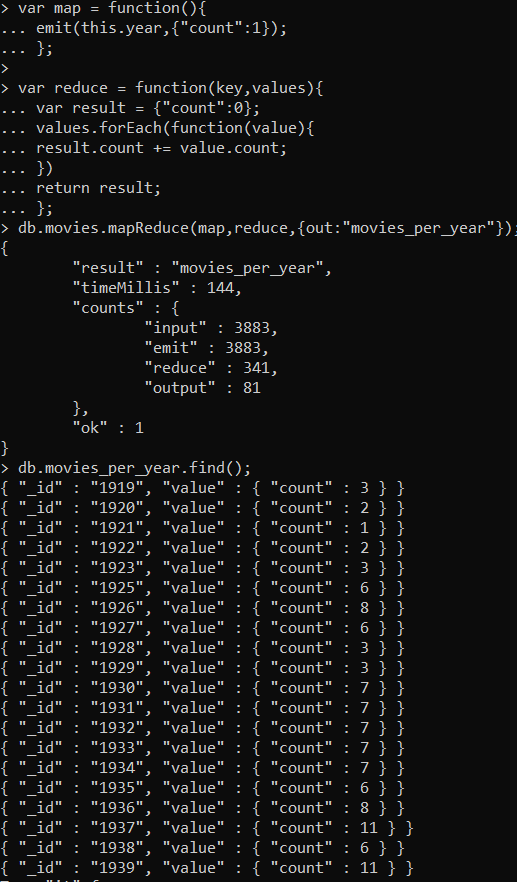 > var map = function(){
... emit(this.year,{"count":1});
... };
>
> var reduce = function(key,values){
... var result = {"count":0};
... values.forEach(function(value){
... result.count += value.count;
... })
... return result;
... };
> db.movies.mapReduce(map,reduce,{out:"movies_per_year"});
{
        "result" : "movies_per_year",
        "timeMillis" : 144,
        "counts" : {
                "input" : 3883,
                "emit" : 3883,
                "reduce" : 341,
                "output" : 81
        },
        "ok" : 1
}
> db.movies_per_year.find();
{ "_id" : "1919", "value" : { "count" : 3 } }
{ "_id" : "1920", "value" : { "count" : 2 } }
{ "_id" : "1921", "value" : { "count" : 1 } }
{ "_id" : "1922", "value" : { "count" : 2 } }
{ "_id" : "1923", "value" : { "count" : 3 } }
{ "_id" : "1925", "value" : { "count" : 6 } }
{ "_id" : "1926", "value" : { "count" : 8 } }
{ "_id" : "1927", "value" : { "count" : 6 } }
{ "_id" : "1928", "value" : { "count" : 3 } }
{ "_id" : "1929", "value" : { "count" : 3 } }
{ "_id" : "1930", "value" : { "count" : 7 } }
{ "_id" : "1931", "value" : { "count" : 7 } }
{ "_id" : "1932", "value" : { "count" : 7 } }
{ "_id" : "1933", "value" : { "count" : 7 } }
{ "_id" : "1934", "value" : { "count" : 7 } }
{ "_id" : "1935", "value" : { "count" : 6 } }
{ "_id" : "1936", "value" : { "count" : 8 } }
{ "_id" : "1937", "value" : { "count" : 11 } }
{ "_id" : "1938", "value" : { "count" : 6 } }
{ "_id" : "1939", "value" : { "count" : 11 } }